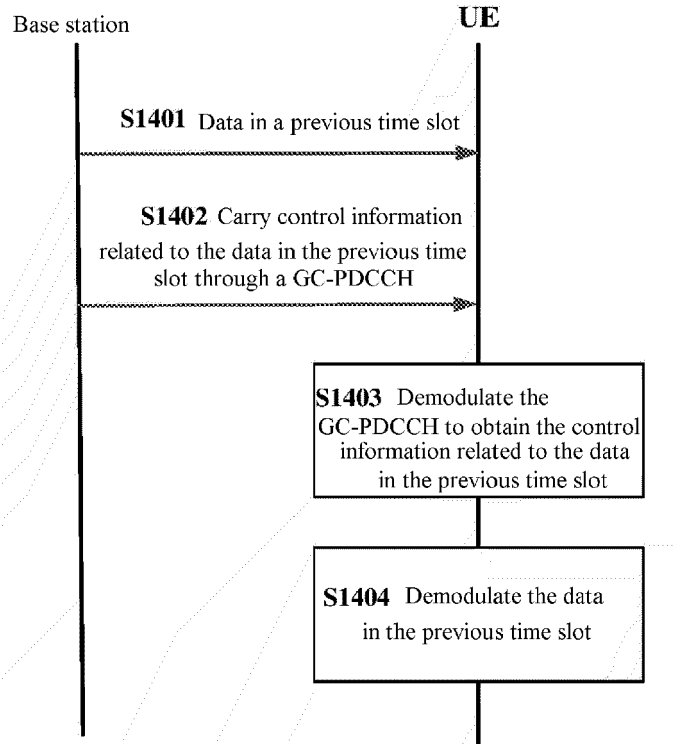 Base station
UE
S1401 Data in a previous time slot
S1402 Carry control information
related to the data in the previous time
slot through a GC-PDCCH
S1403 Demodulate the
GC-PDCCH to obtain the control
information related to the data
in the previous time slot
S1404 Demodulate the data
in the previous time slot